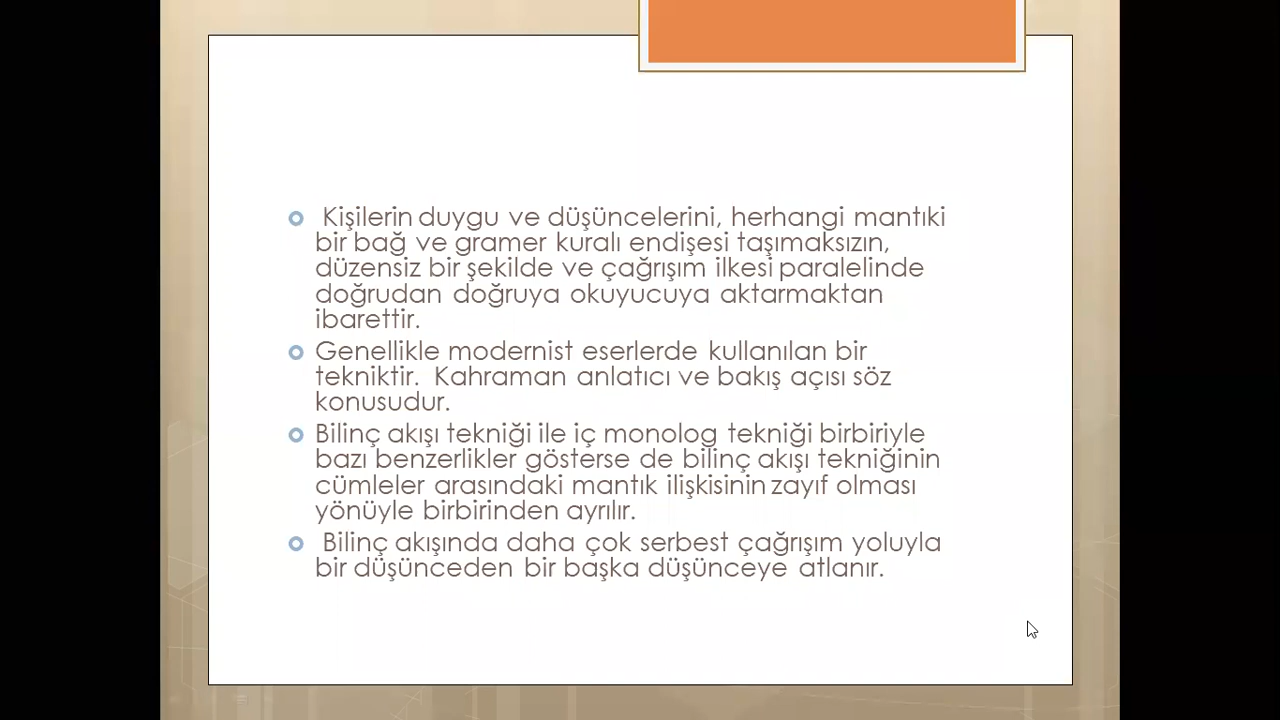 Kişilerin duygu ve düşüncelerini, herhangi mantıki
bir bağ ve gramer kuralı endişesi taşımaksızın,
düzensiz bir şekilde ve çağrışım ilkesi paralelinde
doğrudan doğruya okuyucuya aktarmaktan
ibarettir.
Genellikle modernist eserlerde kullanılan bir
tekniktir. Kahraman anlatıcı ve bakış açısı söz
konusudur.
Bilinç akışı tekniği ile iç monolog tekniği birbiriyle
bazı benzerlikler gösterse de bilinç akışı tekniğinin
cümleler arasındaki mantık ilişkisinin zayıf olması
yönüyle birbirinden ayrılır.
Bilinç akışında daha çok serbest çağrışım yoluyla
bir düşünceden bir başka düşünceye atlanır.